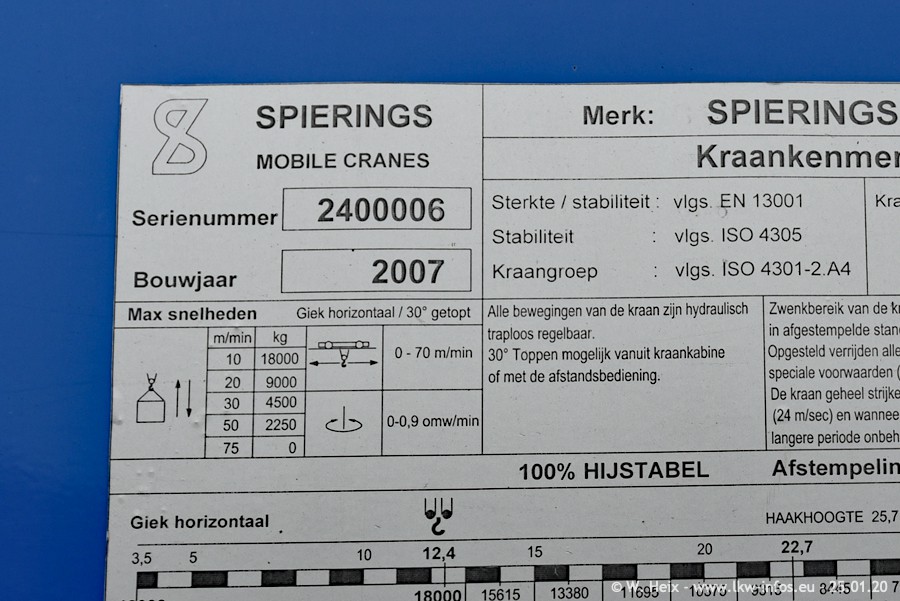 SPIERINGS
MOBILE CRANES
Serienummer 2400006
Bouwjaar 2007
Merk: SPIERINGS
Kraankenmer
Sterkte / stabiliteit : vlgs. EN 13001
Stabiliteit : vlgs. ISO 4305
Kraangroep : vlgs. ISO 4301-2.A4
Kra
Max snelheden Giek horizontaal / 30° getopt
m/min kg
10 18000
20 9000
30 4500
50 2250
75 0
0 - 70 m/min
0-0,9 omw/min
Alle bewegingen van de kraan zijn hydraulisch
traploos regelbaar.
30° Toppen mogelijk vanuit kraankabine
of met de afstandsbediening.
Zwenkbereik van de k
in afgestempelde stan
Opgesteld verrijden alle
speciale voorwaarden (
De kraan geheel strijke
(24 m/sec) en wannee
langere periode onbeh
100% HIJSTABEL Afstempelin
Giek horizontaal
HAAKHOOGTE 25,7
3,5 5 10 12,4 15 20 22,7
18000 15615 13380 11695
© W. Heix - www.lkw-infos.eu - 25.01.20